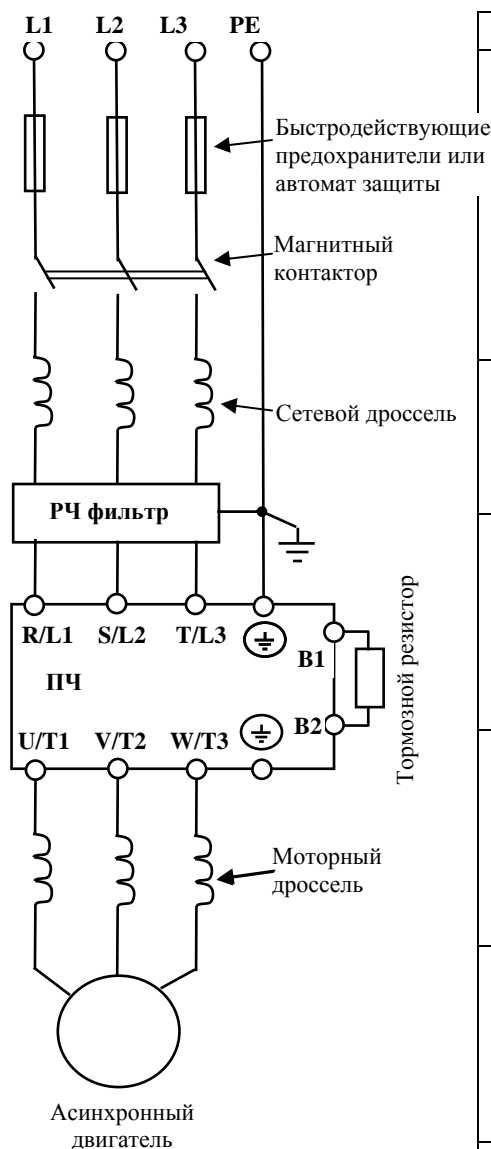 L1 L2 L3 PE
Быстродействующие
предохранители или
автомат защиты
Магнитный
контактор
Сетевой дроссель
РЧ фильтр
R/L1 S/L2 T/L3
B1
ПЧ
B2
U/T1 V/T2 W/T3
Тормозной резистор
Моторный
дроссель
Асинхронный
двигатель